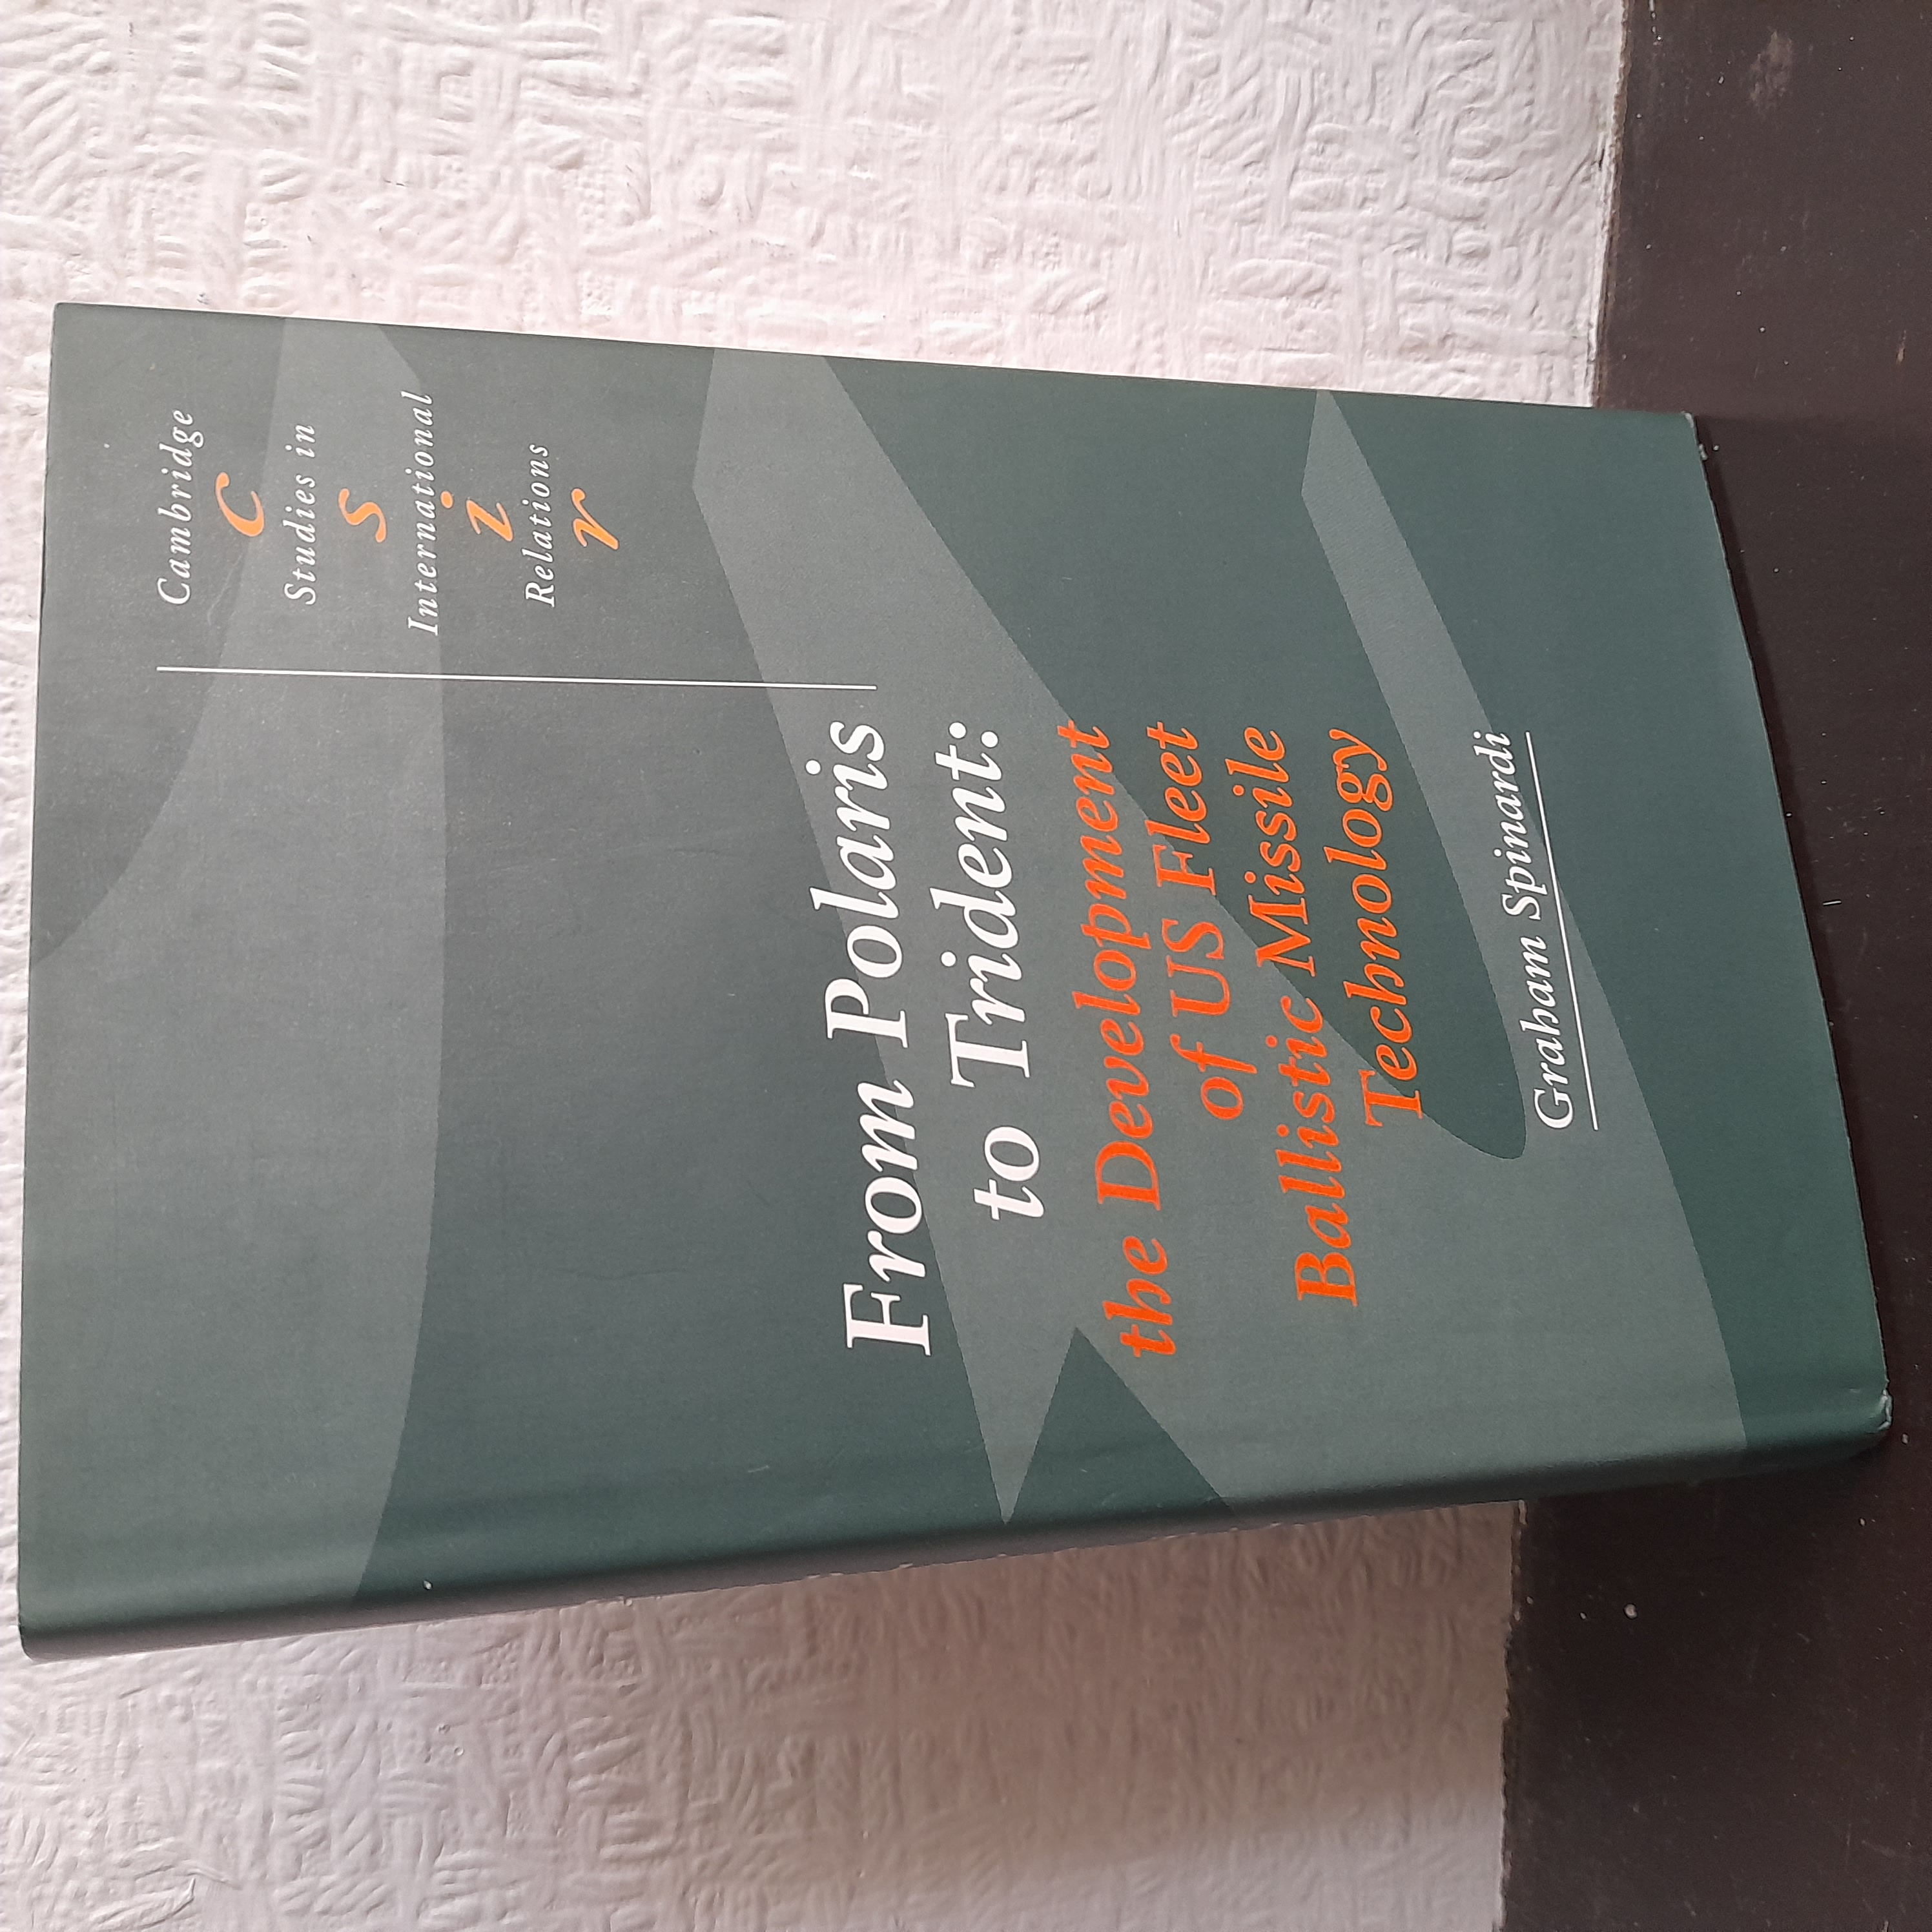 Cambridge
C
Studies in
s
International
i
Relations
r
From Polaris
to Trident:
the Development
of US Fleet
Ballistic Missile
Technology
Graham Spinardi